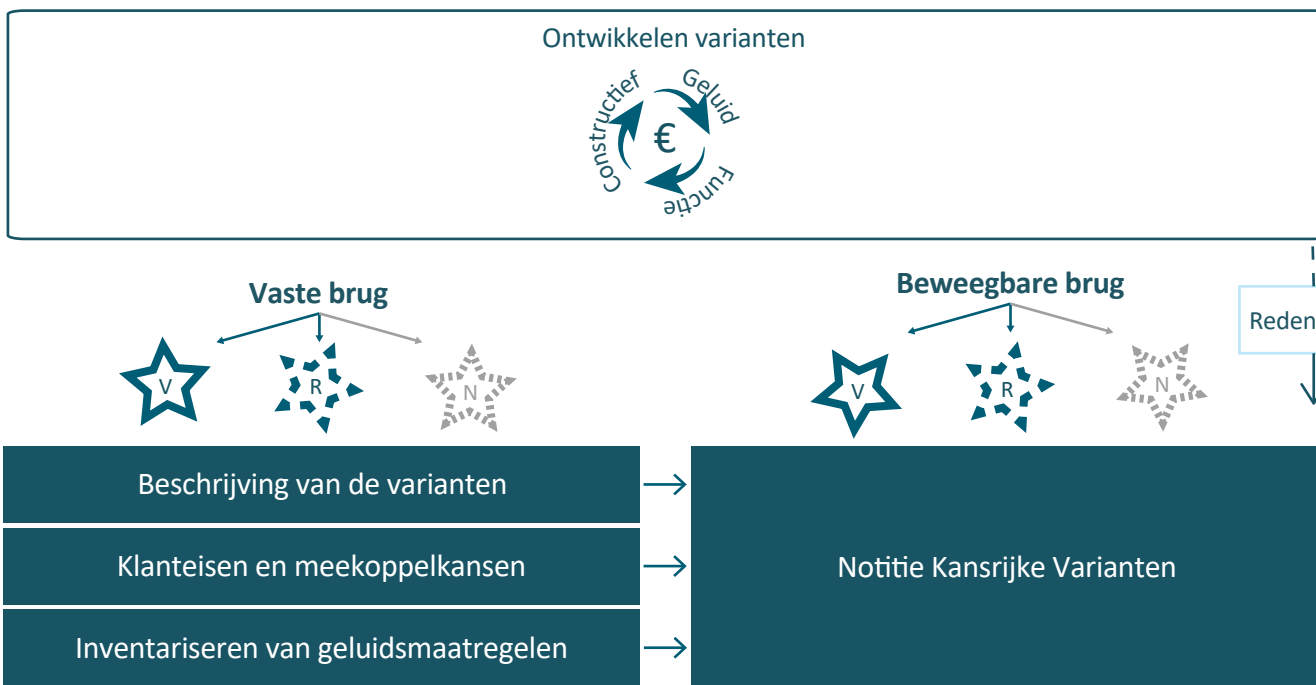 Ontwikkelen varianten
Constructief
Geluid
€
Functie
Vaste brug
Beweegbare brug
Reden
V
R
N
V
R
N
Beschrijving van de varianten
Klanteisen en meekoppelkansen
Notitie Kansrijke Varianten
Inventariseren van geluidsmaatregelen